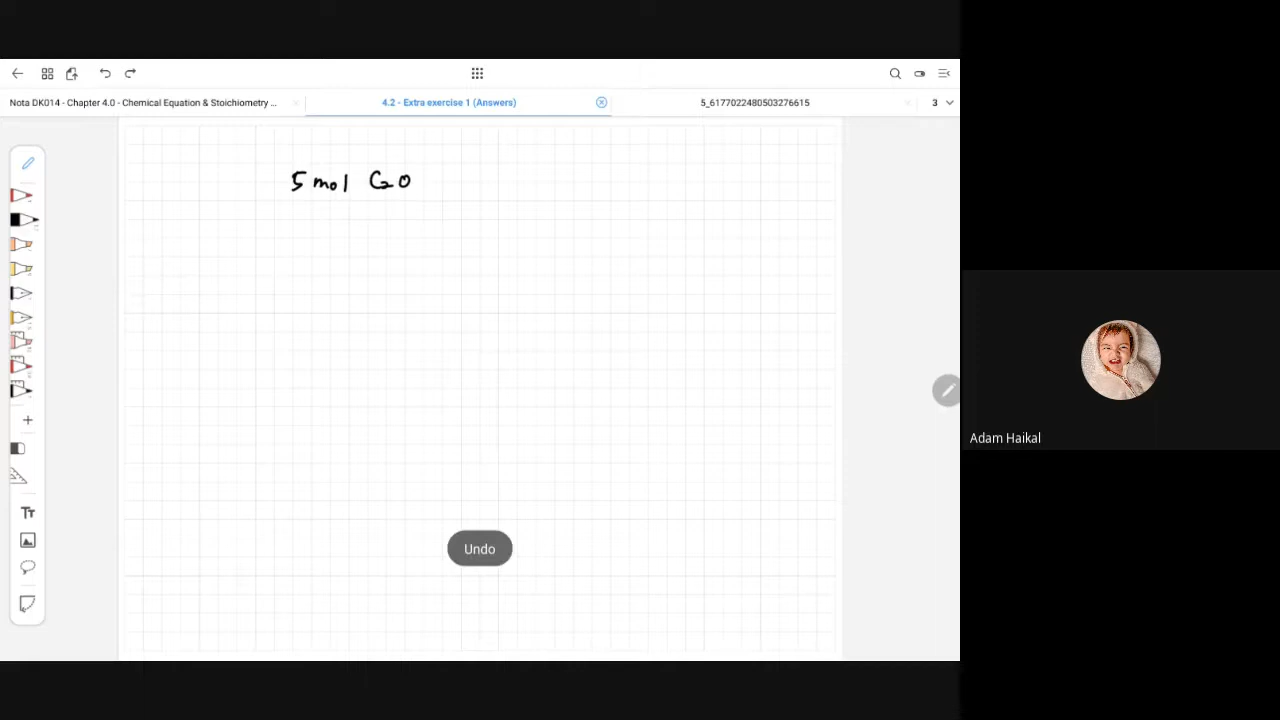 Nota DK014 - Chapter 4.0 - Chemical Equation & Stoichiometry ...
4.2 - Extra exercise 1 (Answers)
5_6177022480503276615
3
5 mol
Tt
Undo
Adam Haikal